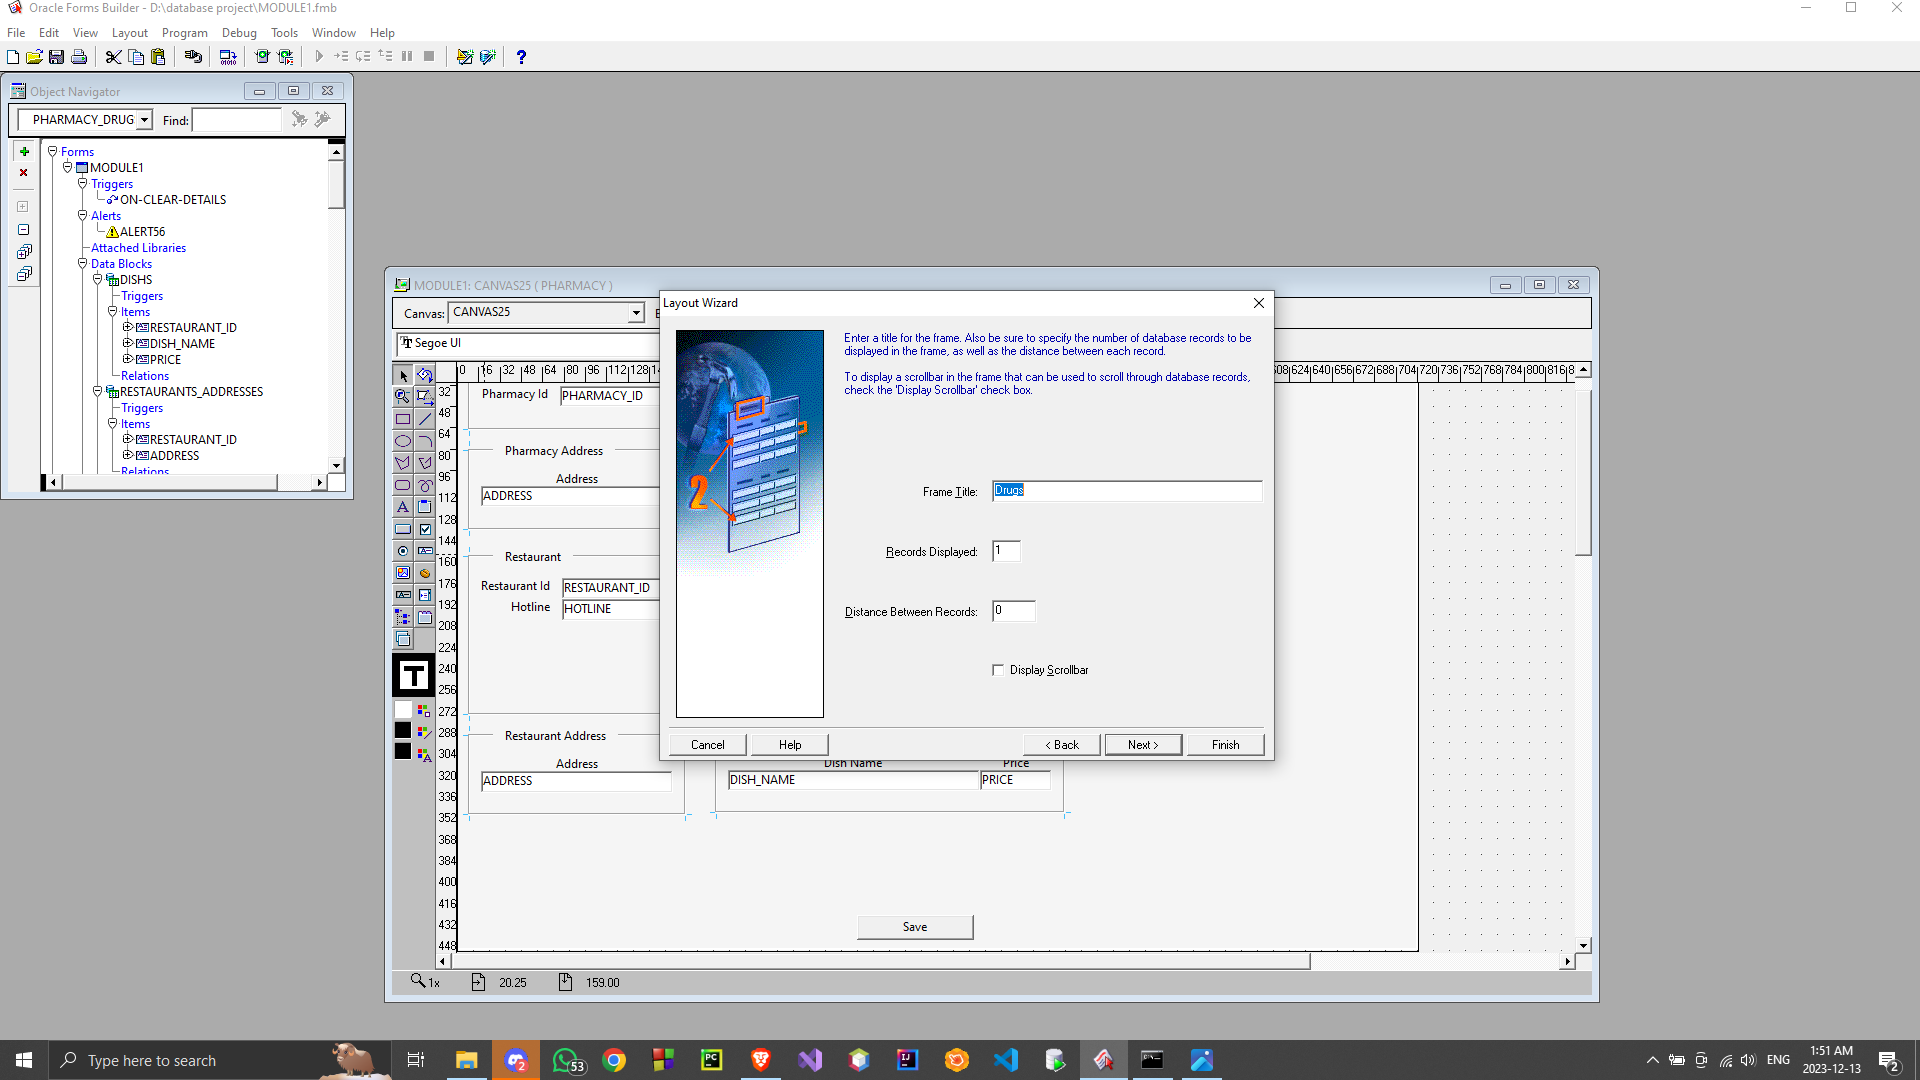 Oracle Forms Builder - D:\database project\MODULE1.fmb
File Edit View Layout Program Debug Tools Window Help
Object Navigator
PHARMACY_DRUG Find:
Forms
MODULE1
Triggers
ON-CLEAR-DETAILS
Alerts
ALERT56
Attached Libraries
Data Blocks
DISHS
Triggers
Items
RESTAURANT_ID
DISH_NAME
PRICE
Relations
RESTAURANTS_ADDRESSES
Triggers
Items
RESTAURANT_ID
ADDRESS
Relations
MODULE1: CANVAS25 ( PHARMACY )
Canvas: CANVAS25
Segoe UI
0 16 32 48 64 80 96 112 128
624 640 656 672 688 704 720 736 752 768 784 800 816
32
48
64
80
96
112
128
144
160
176
192
208
224
240
256
272
288
304
320
336
352
368
384
400
416
432
448
Pharmacy Id PHARMACY_ID
Pharmacy Address
Address
ADDRESS
Restaurant
Restaurant Id RESTAURANT_ID
Hotline HOTLINE
Restaurant Address
Address
ADDRESS
Dish Name Price
DISH_NAME PRICE
Save
1x 20.25 159.00
Layout Wizard
Enter a title for the frame. Also be sure to specify the number of database records to be
displayed in the frame, as well as the distance between each record.
To display a scrollbar in the frame that can be used to scroll through database records,
check the 'Display Scrollbar' check box.
2
Frame Title: Drugs
Records Displayed: 1
Distance Between Records: 0
Display Scrollbar
Cancel Help < Back Next > Finish
Type here to search
2
53
PC
IJ
ENG
1:51 AM
2023-12-13
2